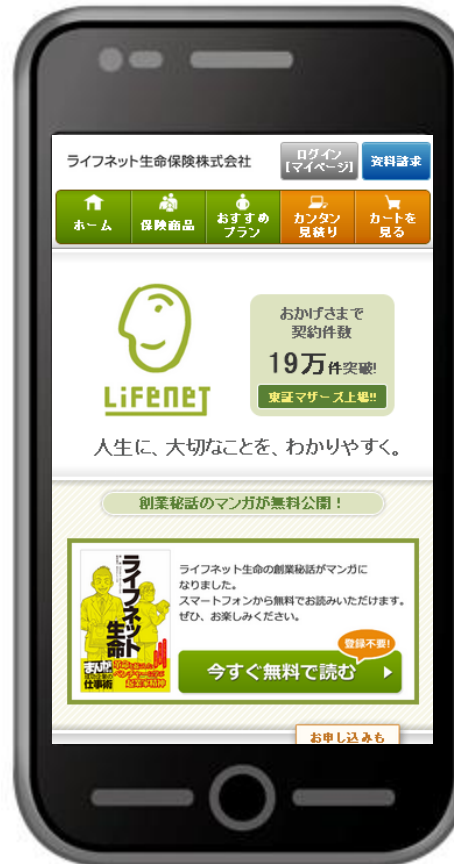 ライフネット生命保険株式会社
ログイン
[マイページ]
資料請求
ホーム
保険商品
おすすめ
プラン
カンタン
見積り
カートを
見る
LiFENET
おかげさまで
契約件数
19万件突破!
東証マザーズ上場!!
人生に、大切なことを、わかりやすく。
創業秘話のマンガが無料公開!
ライフネット生命の創業秘話がマンガに
なりました。
スマートフォンから無料でお読みいただけます。
ぜひ、お楽しみください。
登録不要!
今すぐ無料で読む
ライフネット
生命
まんが
仕事術
お申し込みも